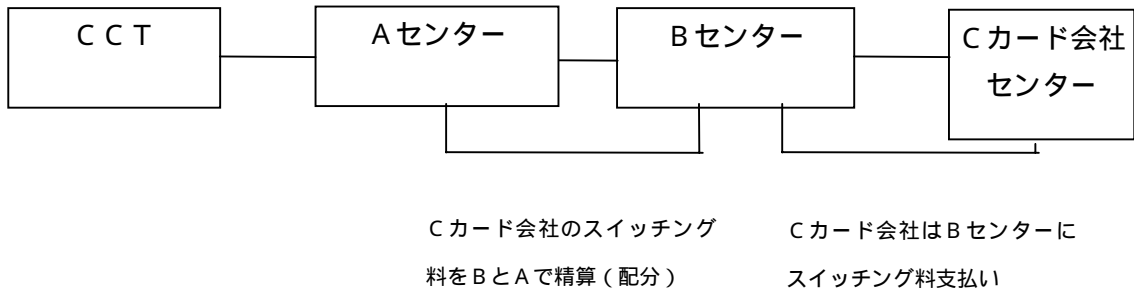 ＣＣＴ
Ａセンター
Ｂセンター
Ｃカード会社
センター
Ｃカード会社のスイッチング
料をＢとＡで精算（配分）
Ｃカード会社はＢセンターに
スイッチング料支払い